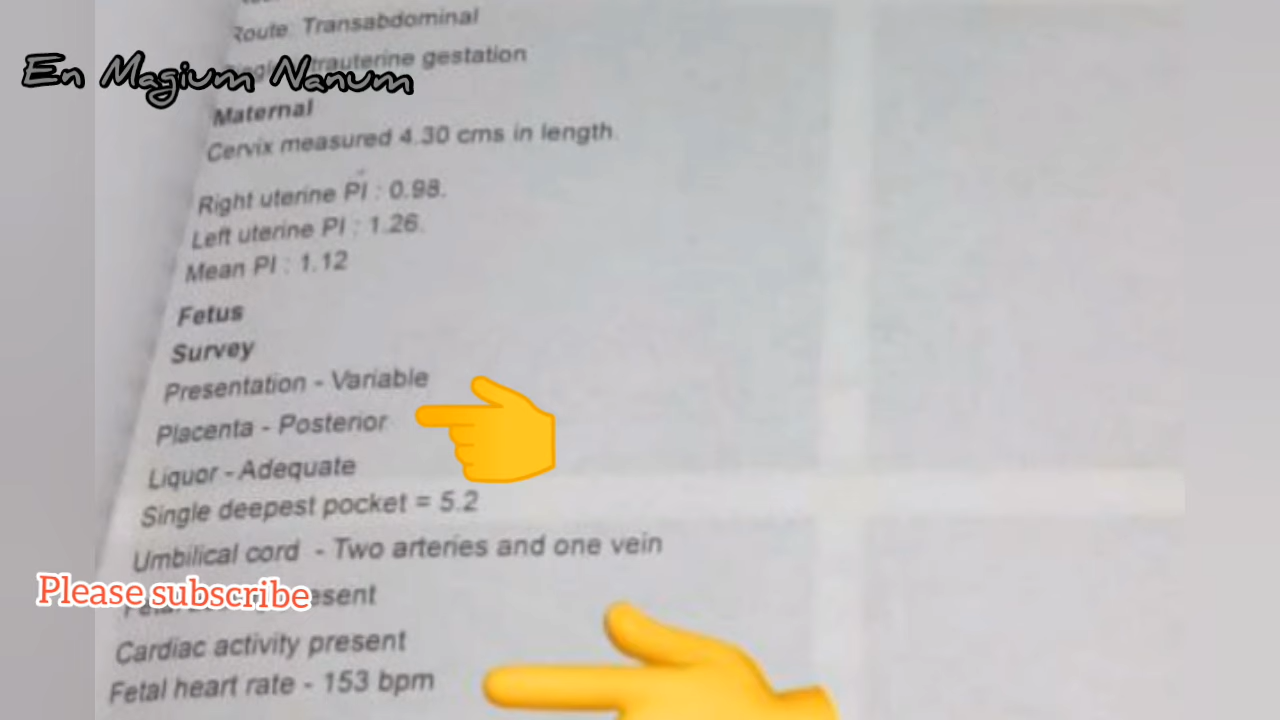 Route. Transabdominal
En Magium Nanum
gestation
Maternal
Cervix measured 4.30 cms in length.
Right uterine PI : 0.98.
Left uterine PI : 1.26.
Mean PI : 1.12
Fetus
Survey
Presentation - Variable
Placenta - Posterior
Liquor - Adequate
Single deepest pocket = 5.2
Umbilical cord - Two arteries and one vein
Please subscribe
Cardiac activity present
Fetal heart rate - 153 bpm